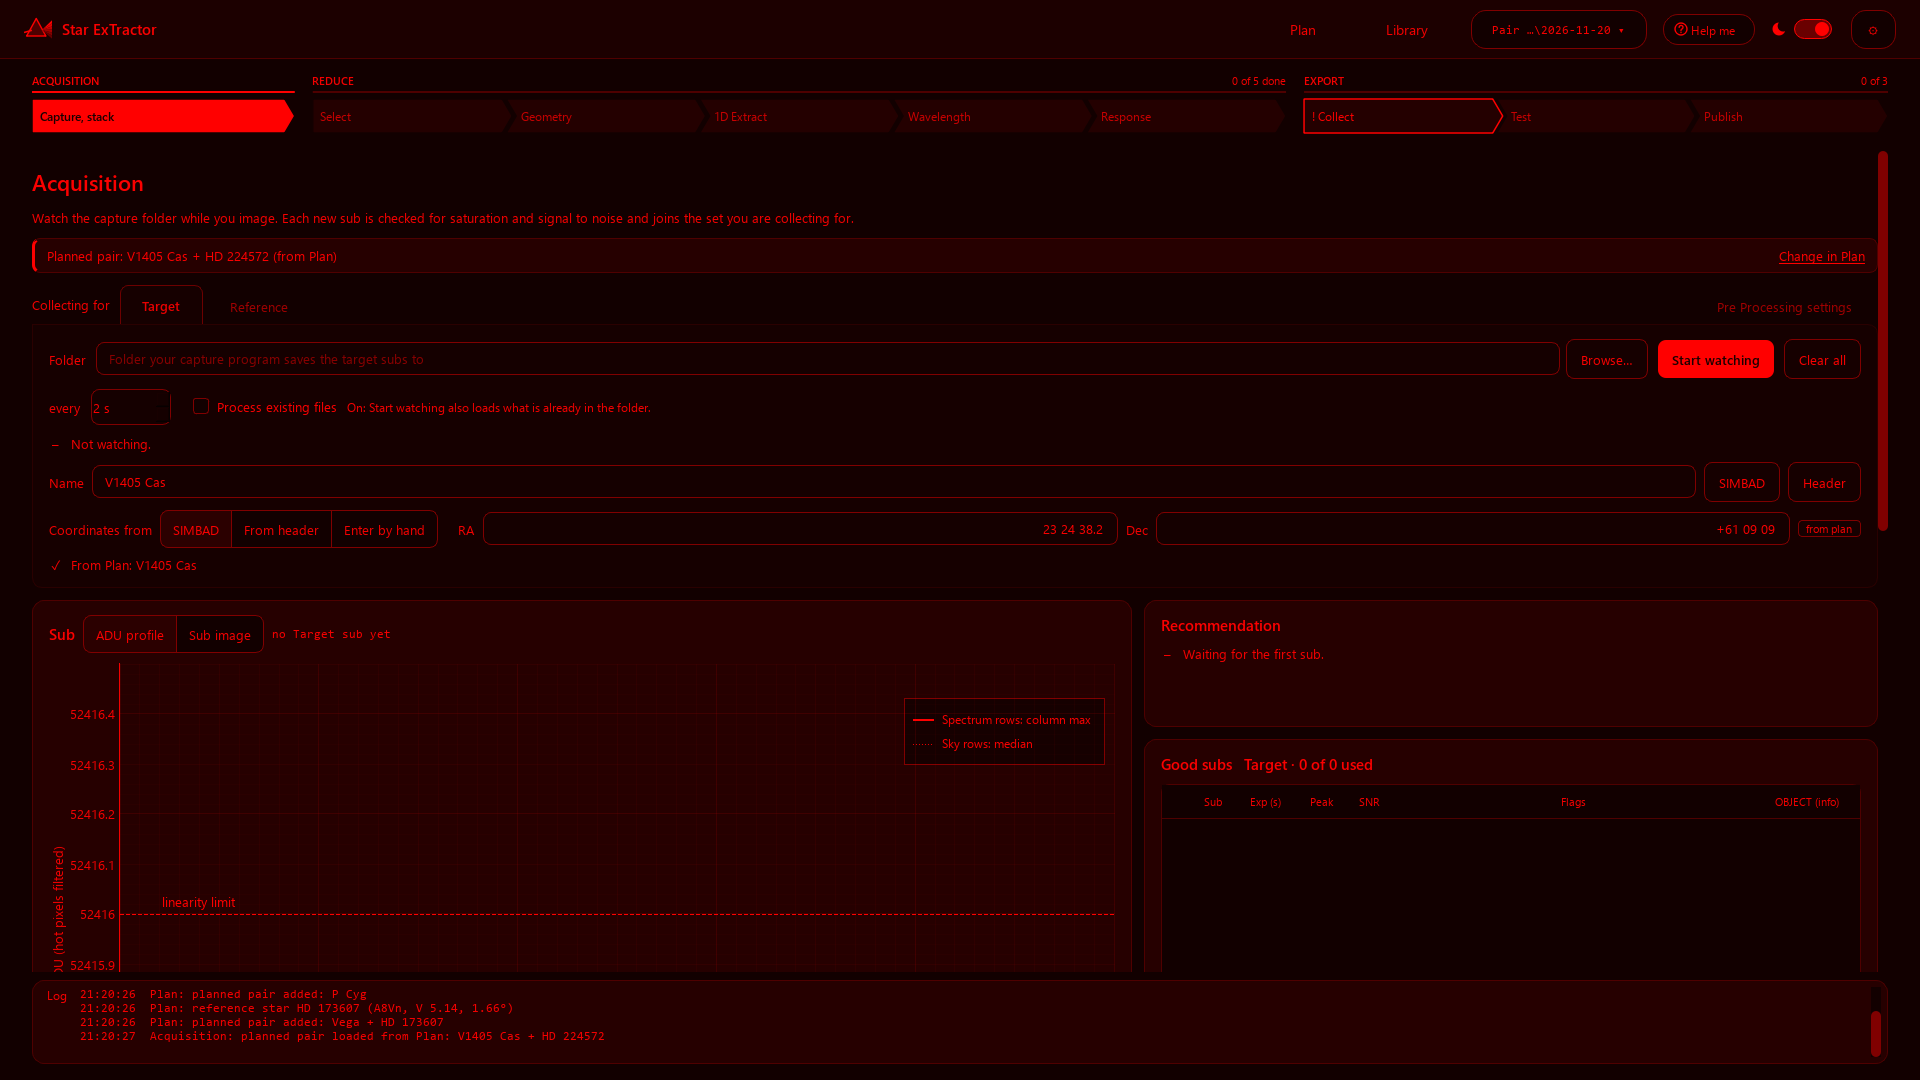 Star ExTractor
Plan
Library
Pair …\2026-11-20 ▾
Help me
ACQUISITION
REDUCE
0 of 5 done
EXPORT
0 of 3
Capture, stack
Select
Geometry
1D Extract
Wavelength
Response
! Collect
Test
Publish
Acquisition
Watch the capture folder while you image. Each new sub is checked for saturation and signal to noise and joins the set you are collecting for.
Planned pair: V1405 Cas + HD 224572 (from Plan)
Change in Plan
Collecting for
Target
Reference
Pre Processing settings
Folder
Folder your capture program saves the target subs to
Browse...
Start watching
Clear all
every
2 s
Process existing files
On: Start watching also loads what is already in the folder.
– Not watching.
Name
V1405 Cas
SIMBAD
Header
Coordinates from
SIMBAD
From header
Enter by hand
RA
23 24 38.2
Dec
+61 09 09
from plan
✓ From Plan: V1405 Cas
Sub
ADU profile
Sub image
no Target sub yet
52416.4
52416.3
52416.2
52416.1
52416
52415.9
linearity limit
(hot pixels filtered)
Spectrum rows: column max
Sky rows: median
Recommendation
– Waiting for the first sub.
Good subs Target · 0 of 0 used
Sub
Exp (s)
Peak
SNR
Flags
OBJECT (info)
Log
21:20:26 Plan: planned pair added: P Cyg
21:20:26 Plan: reference star HD 173607 (A8Vn, V 5.14, 1.66°)
21:20:26 Plan: planned pair added: Vega + HD 173607
21:20:27 Acquisition: planned pair loaded from Plan: V1405 Cas + HD 224572